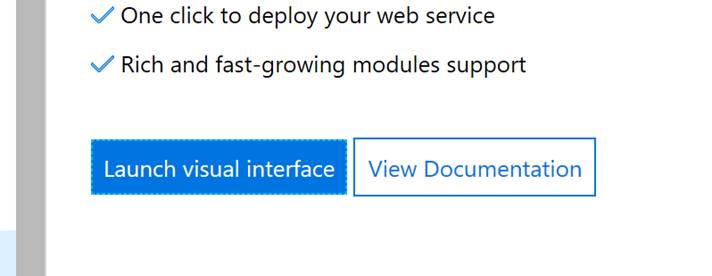 One click to deploy your web service
Rich and fast-growing modules support
Launch visual interface
View Documentation